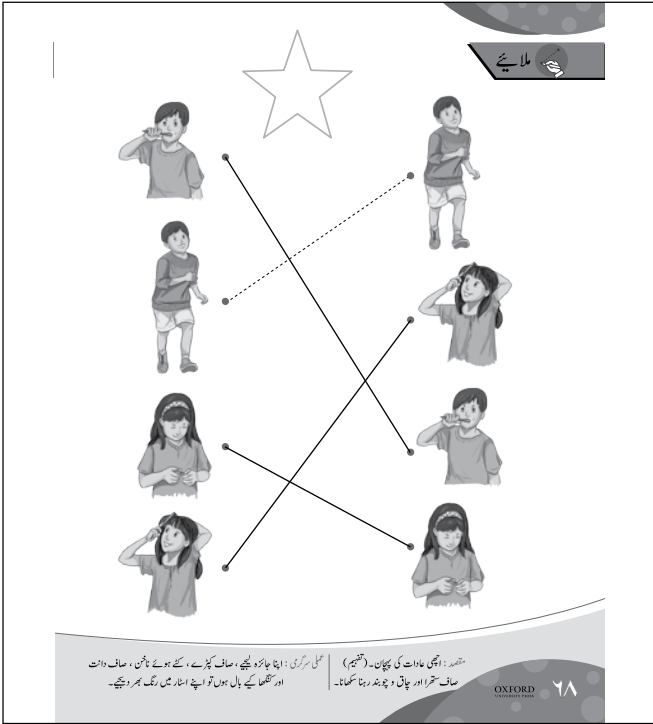 ملائیے
مقصد : اچھی عادات کی پہچان۔ (تفہیم)
صاف ستھرا اور چاق و چوبند رہنا سکھانا۔
عملی سرگرمی : اپنا جائزہ لیجیے ، صاف کپڑے ، کٹے ہوئے ناخن ، صاف دانت
اور کنگھا کیے بال ہوں تو اپنے اسٹار میں رنگ بھر دیجیے۔
OXFORD
UNIVERSITY PRESS
۶۸